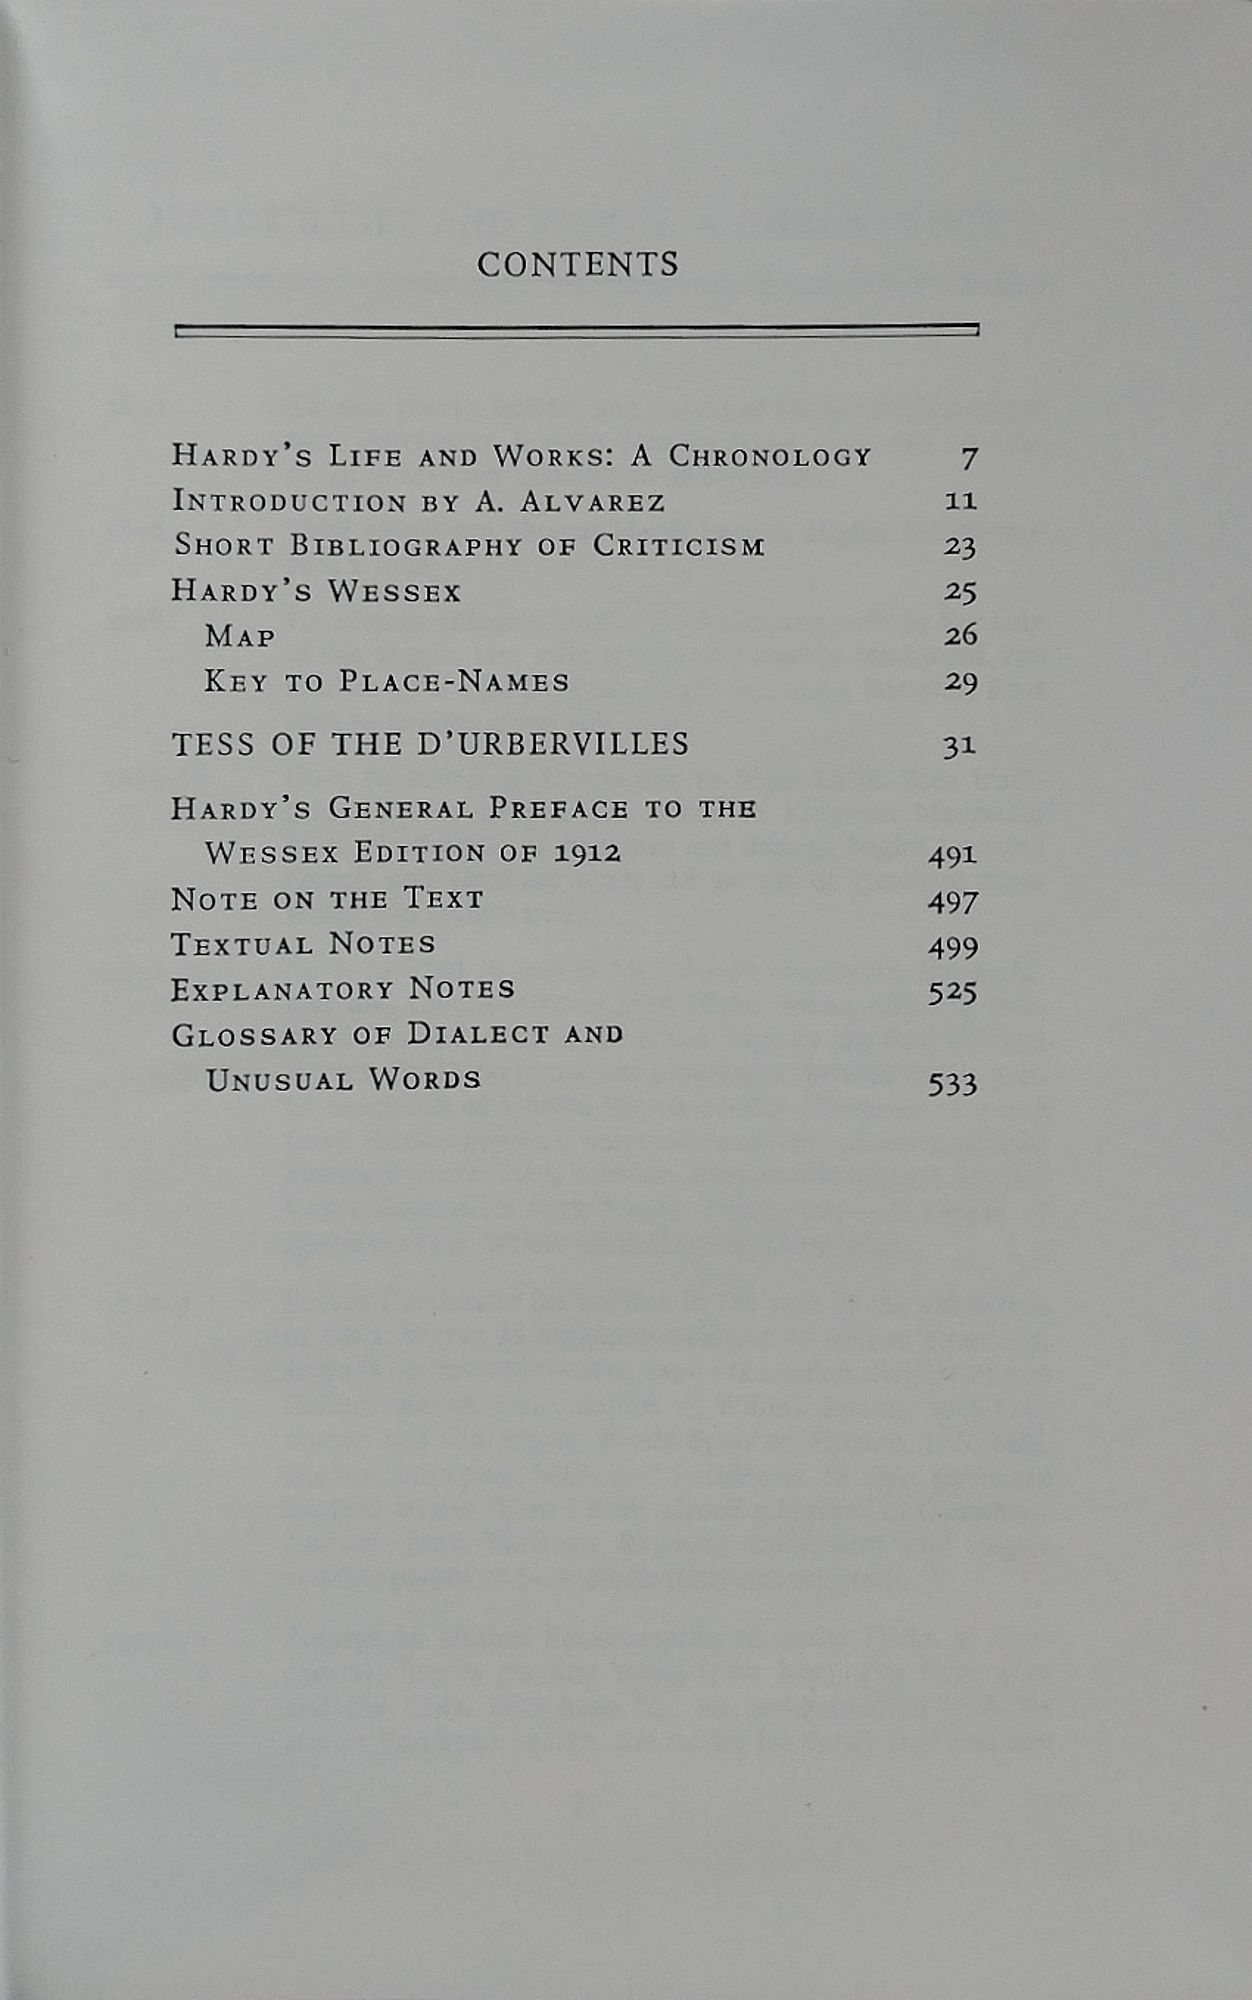 CONTENTS
HARDY'S LIFE AND WORKS: A CHRONOLOGY 7
INTRODUCTION BY A. ALVAREZ 11
SHORT BIBLIOGRAPHY OF CRITICISM 23
HARDY'S WESSEX 25
MAP 26
KEY TO PLACE-NAMES 29
TESS OF THE D'URBERVILLES 31
HARDY'S GENERAL PREFACE TO THE
WESSEX EDITION OF 1912 491
NOTE ON THE TEXT 497
TEXTUAL NOTES 499
EXPLANATORY NOTES 525
GLOSSARY OF DIALECT AND
UNUSUAL WORDS 533